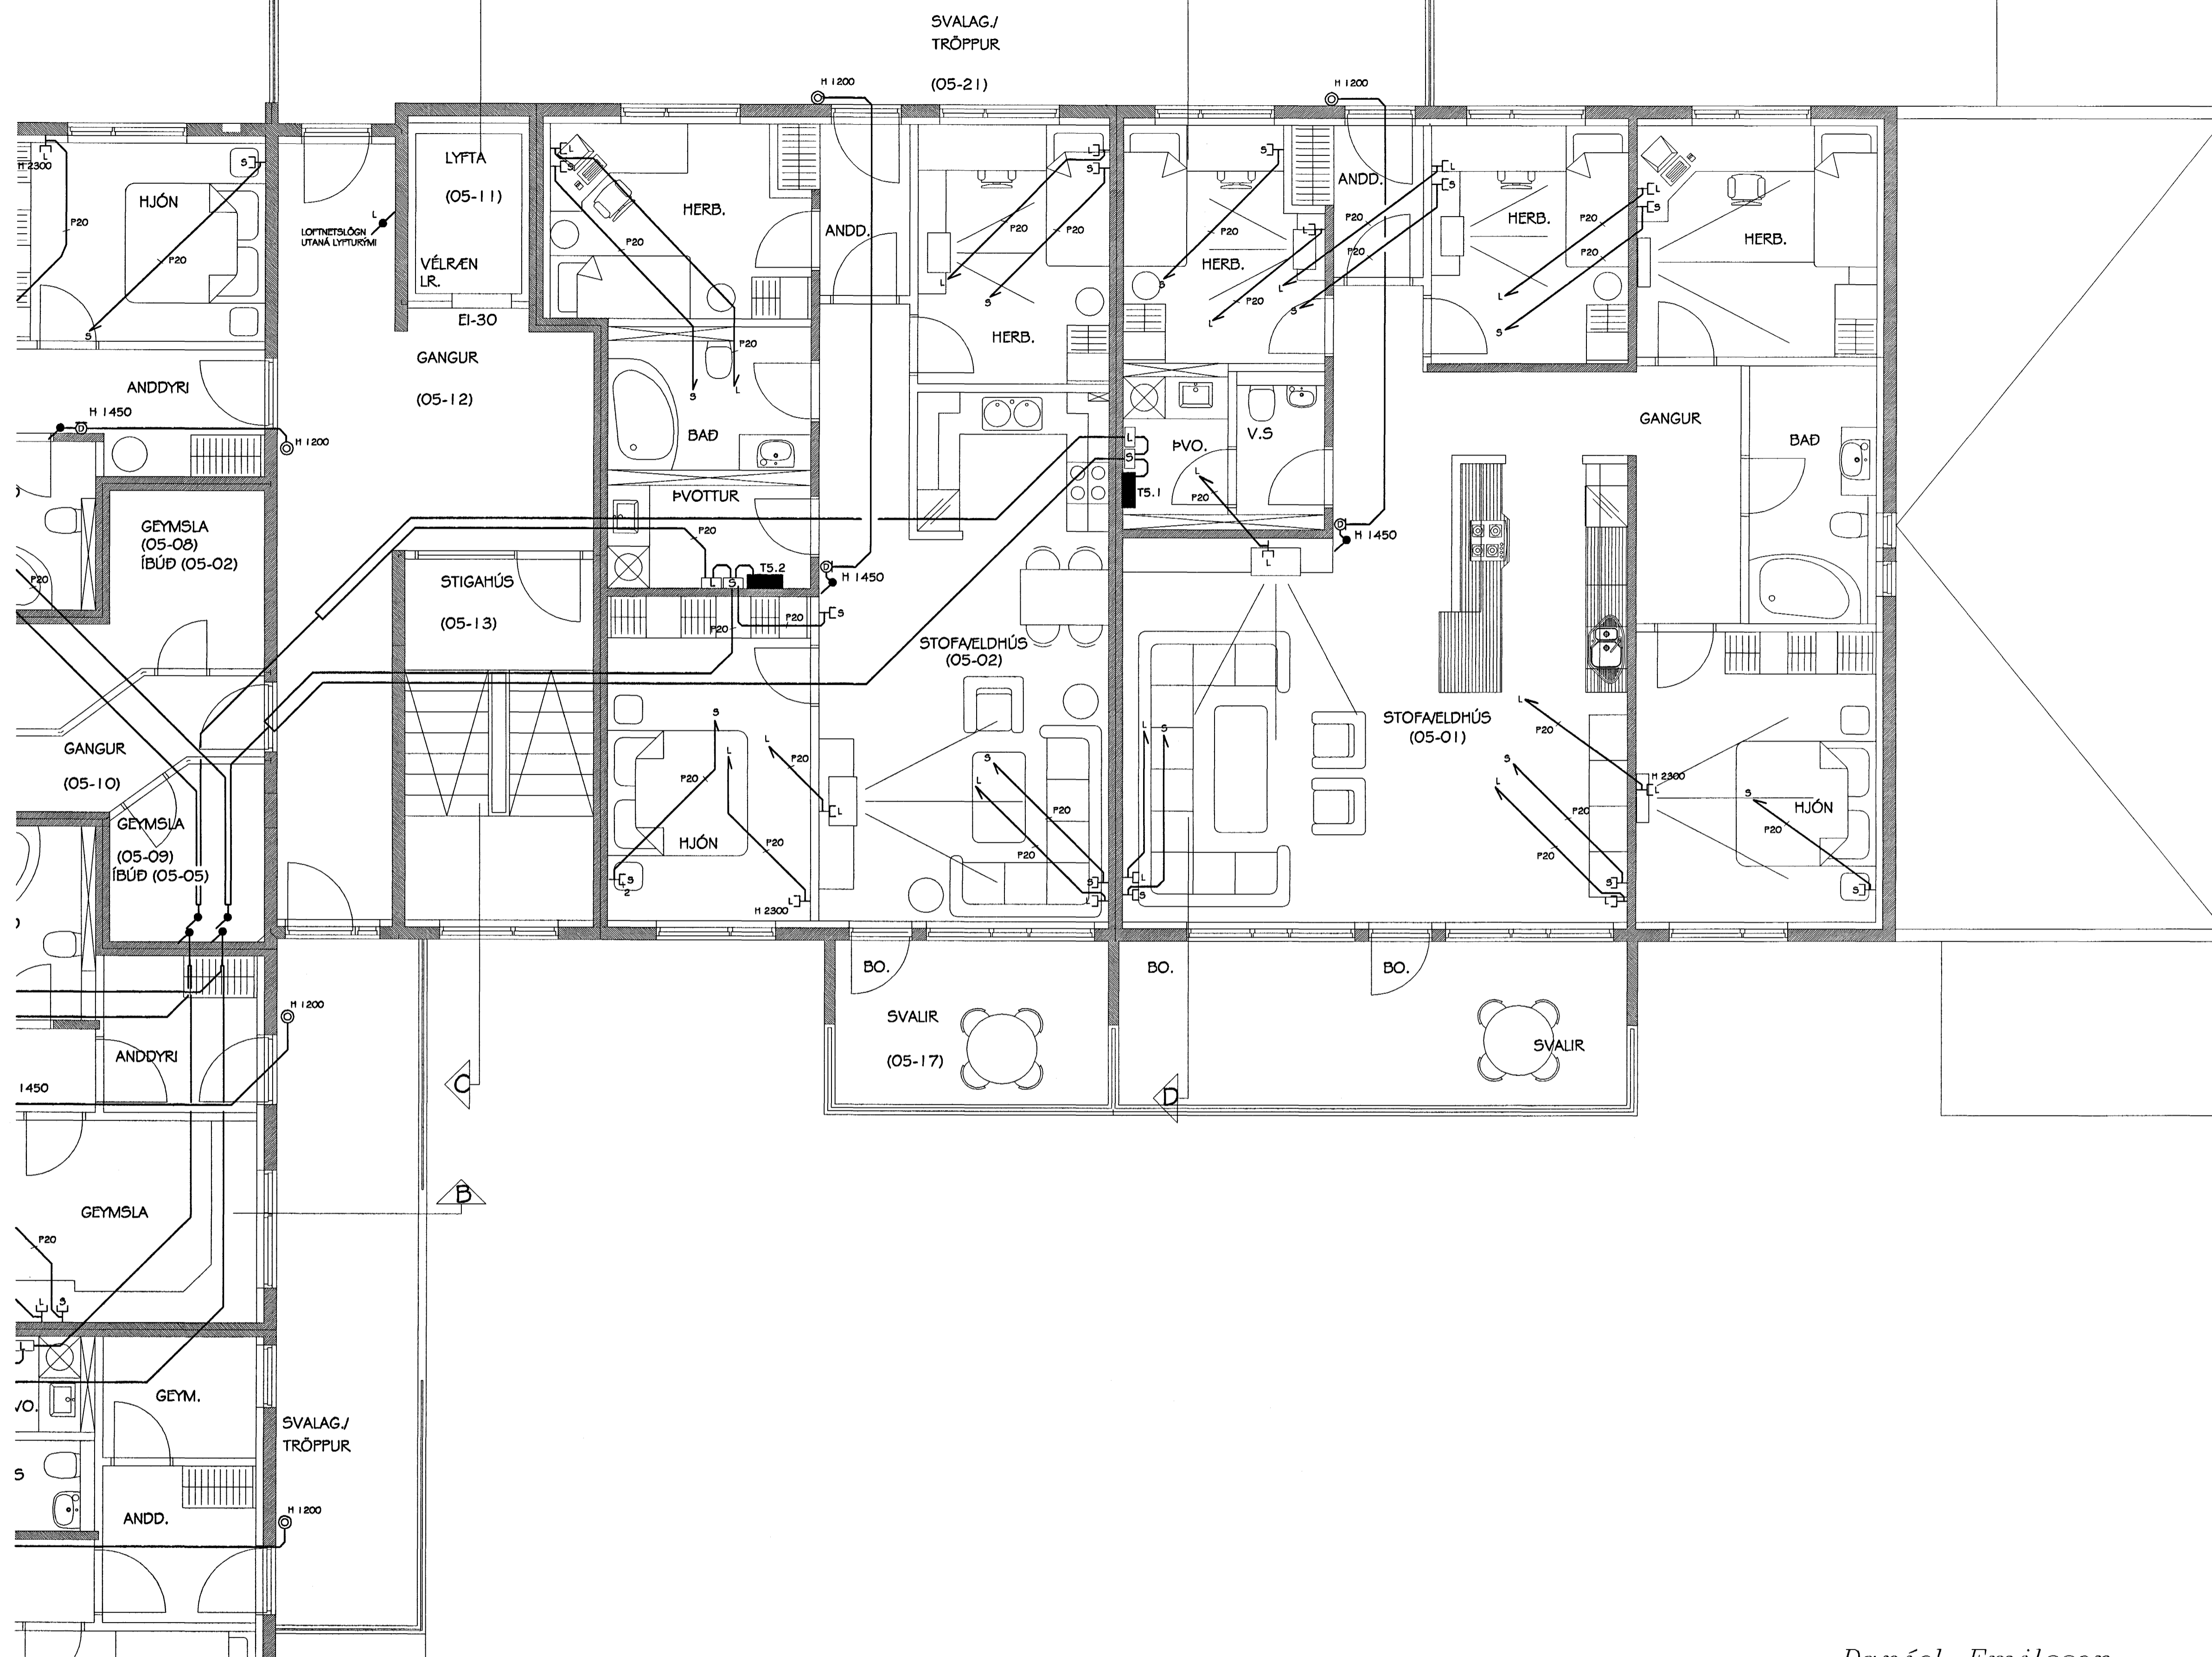 SVALAG./
TRÖPPUR
(05-21)
H 1200
H 1200
LYFTA
(05-11)
VÉLRÆN
LR.
EI-30
L
LOFTNETSLÖGN
UTANÁ LYFTURÝMI
H 2300
L
S
HJÓN
P20
P20
S
L
S
HERB.
P20
P20
S
L
ANDD.
L
S
P20
P20
L
S
HERB.
S
P20
S
HERB.
L
P20
L
ANDD.
P20
P20
L
S
L
S
HERB.
P20
P20
L
S
L
S
HERB.
GANGUR
(05-12)
ANDDYRI
H 1450
D
H 1200
BAÐ
ÞVOTTUR
P20
L
S
T5.2
D
H 1450
P20
P20
S
L
S
T5.1
ÞVO.
V.S
L
P20
D
H 1450
L
GANGUR
BAÐ
GEYMSLA
(05-08)
ÍBÚÐ (05-02)
P20
STIGAHÚS
(05-13)
STOFA/ELDHÚS
(05-02)
STOFA/ELDHÚS
(05-01)
GANGUR
(05-10)
GEYMSLA
(05-09)
ÍBÚÐ (05-05)
S
L
P20
P20
HJÓN
S
2
H 2300
L
L
P20
L
S
L
P20
P20
S
L
L
S
L
S
L
P20
S
L
P20
P20
S
L
H 2300
L
S
P20
HJÓN
S
BO.
BO.
BO.
SVALIR
(05-17)
SVALIR
H 1200
ANDDYRI
1450
C
D
B
GEYMSLA
P20
L
S
L
GEYM.
VO.
S
SVALAG./
TRÖPPUR
ANDD.
H 1200